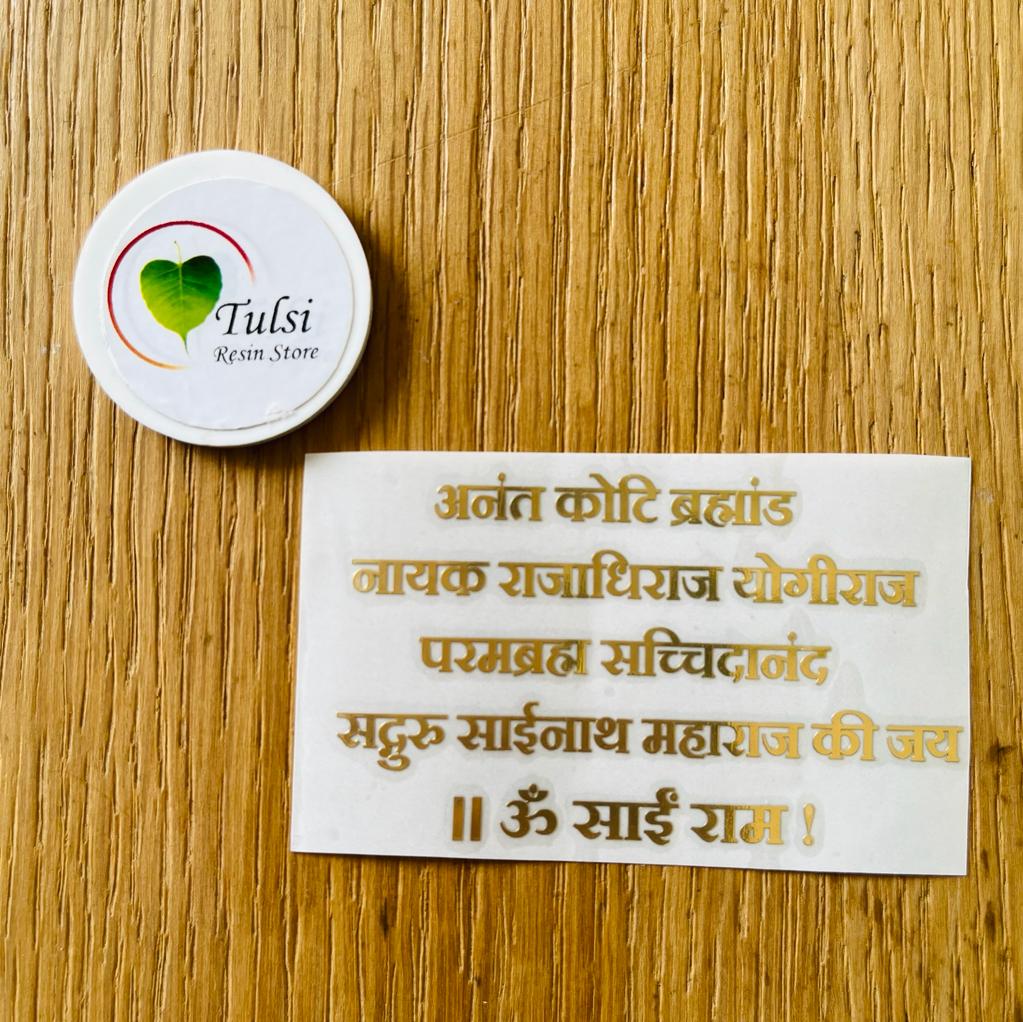 Tulsi
Resin Store
अनंत कोटि ब्रह्मांड
नायक राजाधिराज योगीराज
परमब्रह्म सच्चिदानंद
सद्गुरु साईनाथ महाराज की जय
॥ ॐ साईं राम !